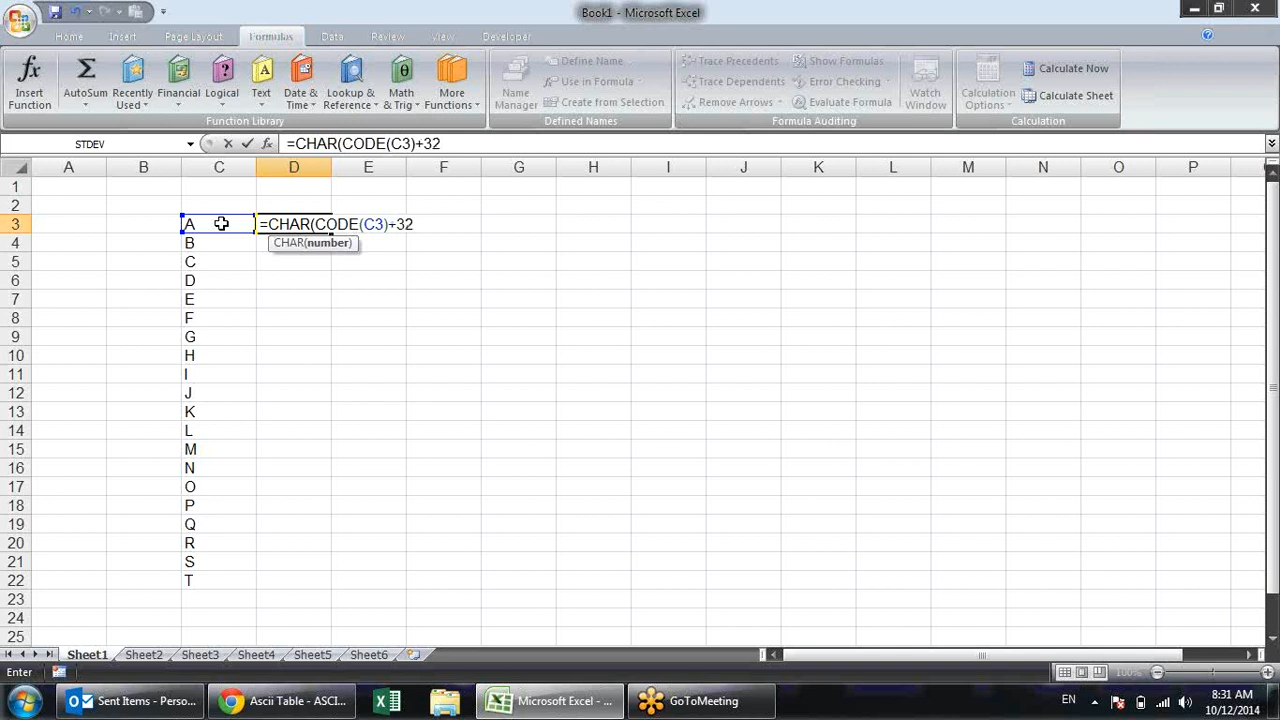 Book1 - Microsoft Excel
Home Insert Page Layout Formulas Data Review View Developer
Insert Function
AutoSum
Recently Used
Financial
Logical
Text
Date & Time
Lookup & Reference
Math & Trig
More Functions
Function Library
Name Manager
Define Name
Use in Formula
Create from Selection
Defined Names
Trace Precedents
Trace Dependents
Remove Arrows
Show Formulas
Error Checking
Evaluate Formula
Watch Window
Formula Auditing
Calculation Options
Calculate Now
Calculate Sheet
Calculation
STDEV fx =CHAR(CODE(C3)+32
A B C D E F G H I J K L M N O P
1
2
3 A =CHAR(CODE(C3)+32
4 B CHAR(number)
5 C
6 D
7 E
8 F
9 G
10 H
11 I
12 J
13 K
14 L
15 M
16 N
17 O
18 P
19 Q
20 R
21 S
22 T
23
24
25
Sheet1 Sheet2 Sheet3 Sheet4 Sheet5 Sheet6
Enter 100%
Sent Items - Perso... Ascii Table - ASCI... Microsoft Excel - ... GoToMeeting EN 8:31 AM
10/12/2014